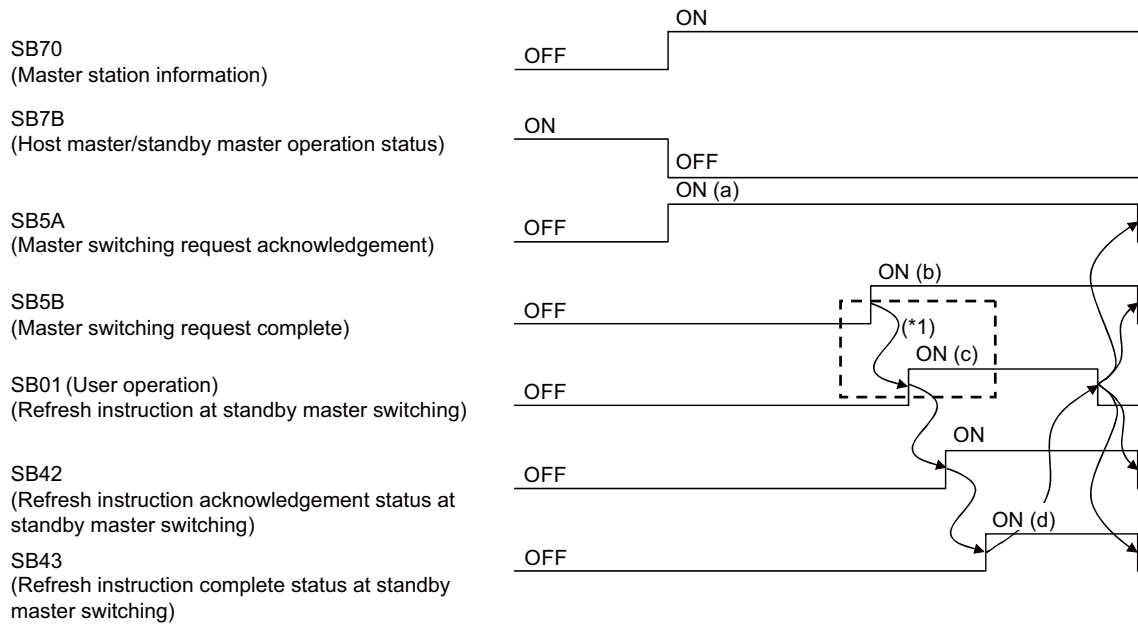 ON
SB70
(Master station information)
OFF
SB7B
(Host master/standby master operation status)
ON
OFF
ON (a)
SB5A
(Master switching request acknowledgement)
OFF
ON (b)
SB5B
(Master switching request complete)
OFF
(*1)
ON (c)
SB01 (User operation)
(Refresh instruction at standby master switching)
OFF
ON
SB42
(Refresh instruction acknowledgement status at
standby master switching)
OFF
ON (d)
SB43
(Refresh instruction complete status at standby
master switching)
OFF